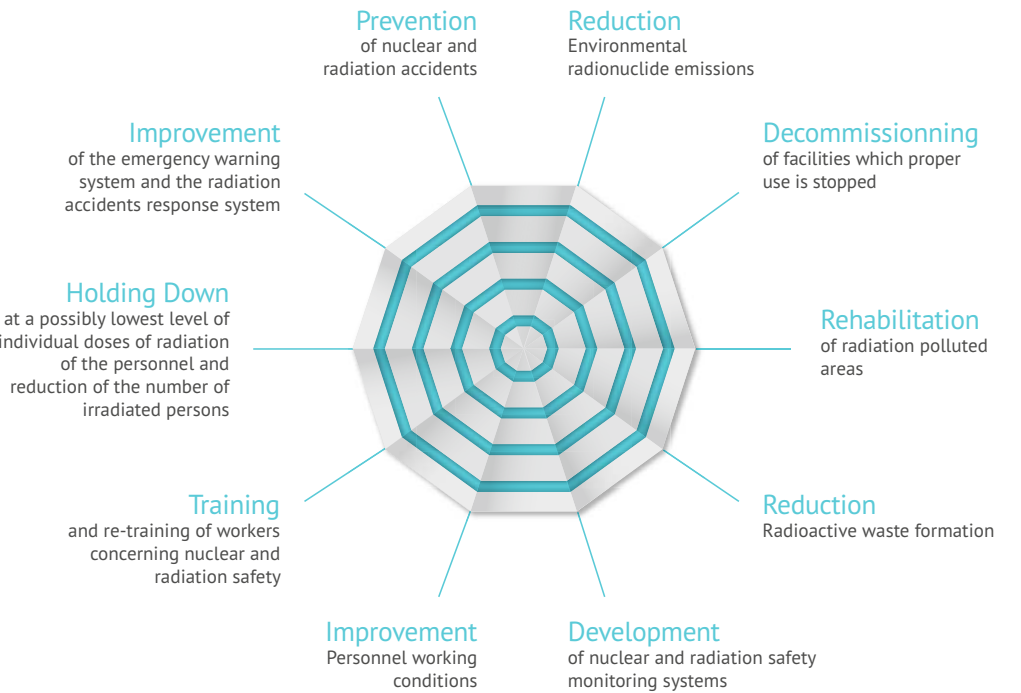 Prevention
of nuclear and
radiation accidents
Reduction
Environmental
radionuclide emissions
Decommissionning
of facilities which proper
use is stopped
Rehabilitation
of radiation polluted
areas
Reduction
Radioactive waste formation
Development
of nuclear and radiation safety
monitoring systems
Improvement
Personnel working
conditions
Training
and re-training of workers
concerning nuclear and
radiation safety
Holding Down
at a possibly lowest level of
individual doses of radiation
of the personnel and
reduction of the number of
irradiated persons
Improvement
of the emergency warning
system and the radiation
accidents response system